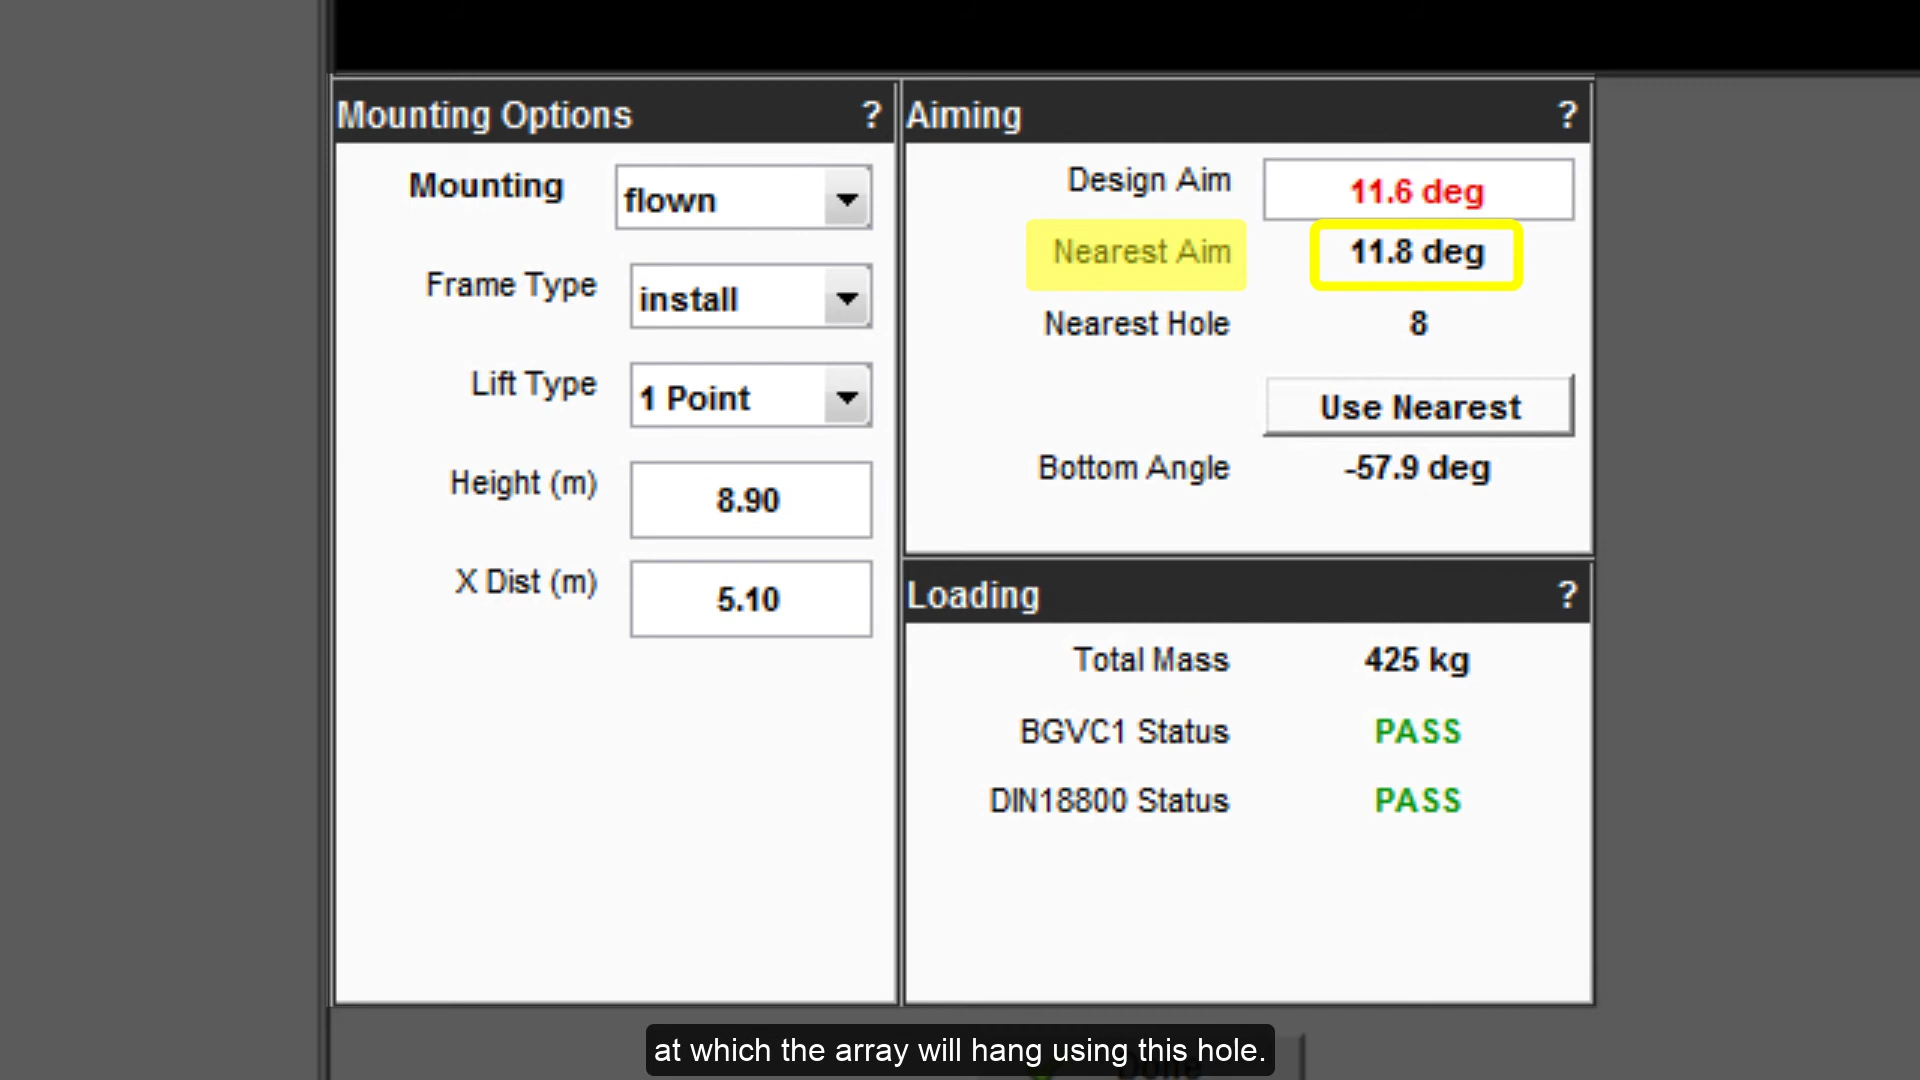 Mounting Options ?
Mounting flown
Frame Type install
Lift Type 1 Point
Height (m) 8.90
X Dist (m) 5.10
Aiming ?
Design Aim 11.6 deg
Nearest Aim 11.8 deg
Nearest Hole 8
Use Nearest
Bottom Angle -57.9 deg
Loading ?
Total Mass 425 kg
BGVC1 Status PASS
DIN18800 Status PASS
at which the array will hang using this hole.